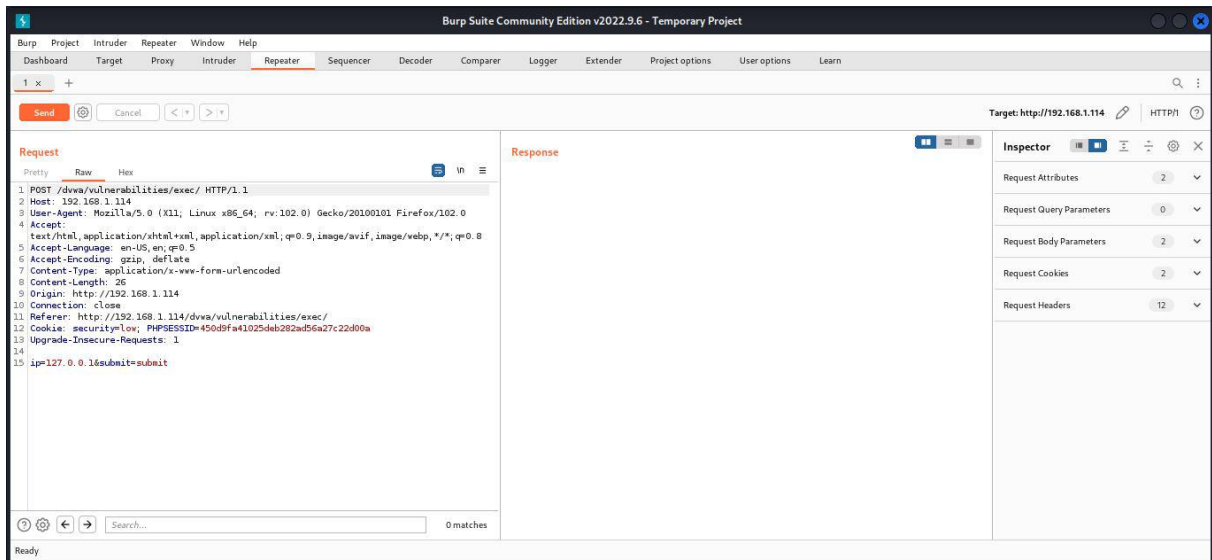 Burp Suite Community Edition v2022.9.6 - Temporary Project
Burp Project Intruder Repeater Window Help
Dashboard Target Proxy Intruder Repeater Sequencer Decoder Comparer Logger Extender Project options User options Learn
1 × +
Send Cancel < > Target: http://192.168.1.114 HTTP/1
Request Response Inspector
Pretty Raw Hex \n
1 POST /dvwa/vulnerabilities/exec/ HTTP/1.1
2 Host: 192.168.1.114
3 User-Agent: Mozilla/5.0 (X11; Linux x86_64; rv:102.0) Gecko/20100101 Firefox/102.0
4 Accept:
text/html,application/xhtml+xml,application/xml;q=0.9,image/avif,image/webp,*/*;q=0.8
5 Accept-Language: en-US,en;q=0.5
6 Accept-Encoding: gzip, deflate
7 Content-Type: application/x-www-form-urlencoded
8 Content-Length: 26
9 Origin: http://192.168.1.114
10 Connection: close
11 Referer: http://192.168.1.114/dvwa/vulnerabilities/exec/
12 Cookie: security=low; PHPSESSID=450d9fa41025deb282ad56a27c22d00a
13 Upgrade-Insecure-Requests: 1
14
15 ip=127.0.0.1&submit=submit
Request Attributes 2
Request Query Parameters 0
Request Body Parameters 2
Request Cookies 2
Request Headers 12
Search... 0 matches
Ready